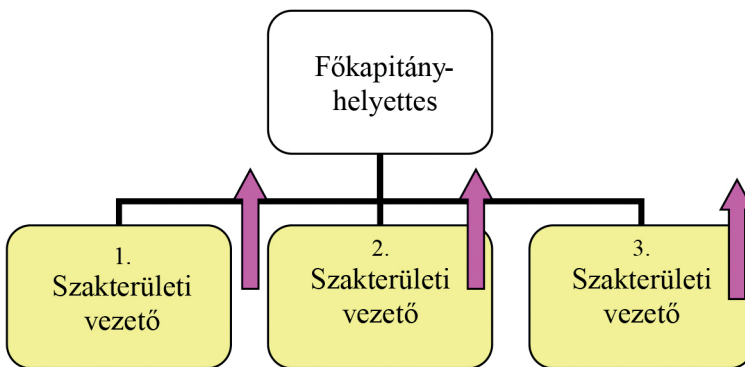 Főkapitány-
helyettes
1.
Szakterületi
vezető
2.
Szakterületi
vezető
3.
Szakterületi
vezető